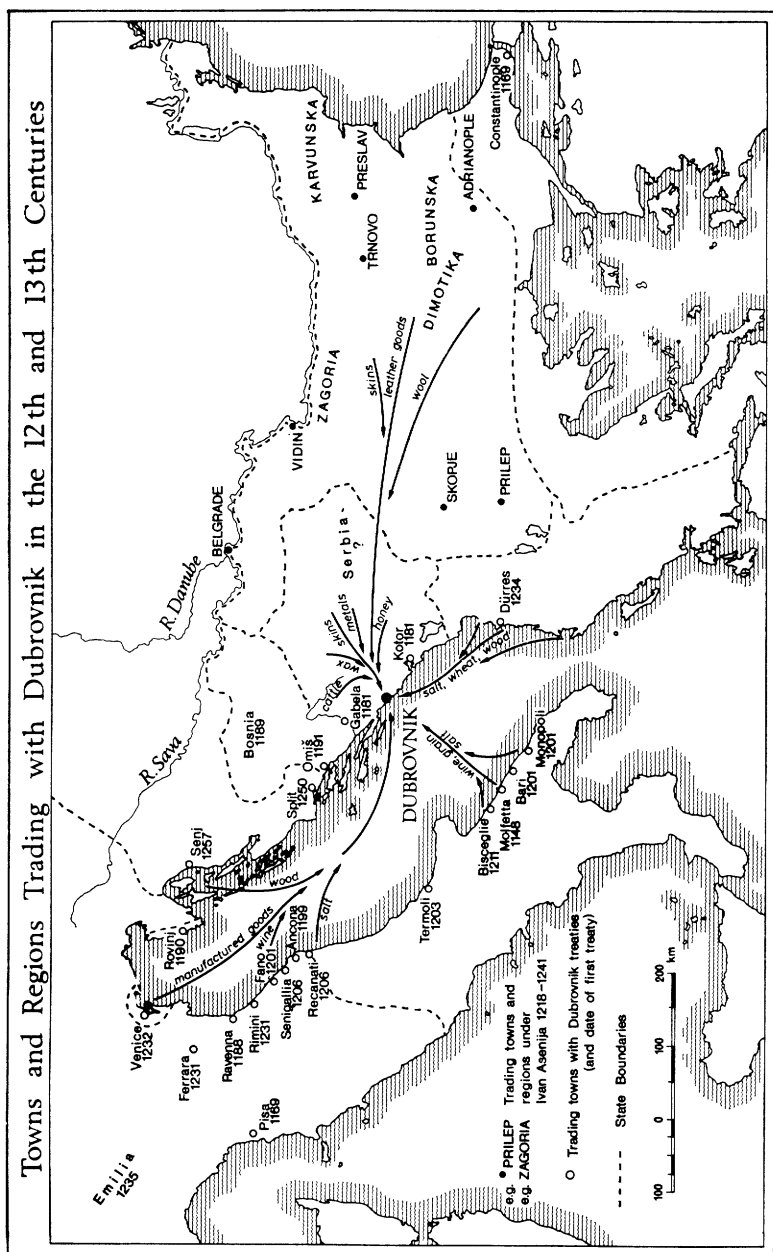 Towns and Regions Trading with Dubrovnik in the 12th and 13th Centuries
Emilia
1235
Venice
1232
Ferrara
1231
Ravenna
1188
Rimini
1231
Fano
1201
Senigallia
1206
Ancona
1199
Recanati
1206
Pisa
1169
Rovinj
1190
Senj
1257
manufactured goods
wine
salt
wood
R. Sava
R. Danube
Bosnia
1189
Split
1250
Omiš
1191
Gabela
1181
DUBROVNIK
Kotor
1181
cattle
wax
skins
metals
honey
Serbia-
?
BELGRADE
VIDIN
ZAGORIA
KARVUNSKA
PRESLAV
TRNOVO
BORUNSKA
DIMOTIKA
ADRIANOPLE
Constantinople
1169
skins
leather goods
wool
SKOPJE
PRILEP
Dürres
1234
salt, wheat, wood
wine, grain
salt
Termoli
1203
Bisceglie
1211
Molfetta
1148
Bari
1201
Monopoli
1201
• PRILEP Trading towns and
e.g. ZAGORIA regions under
Ivan Asenija 1218-1241
○ Trading towns with Dubrovnik treaties
(and date of first treaty)
---- State Boundaries
100 0 100 200
km